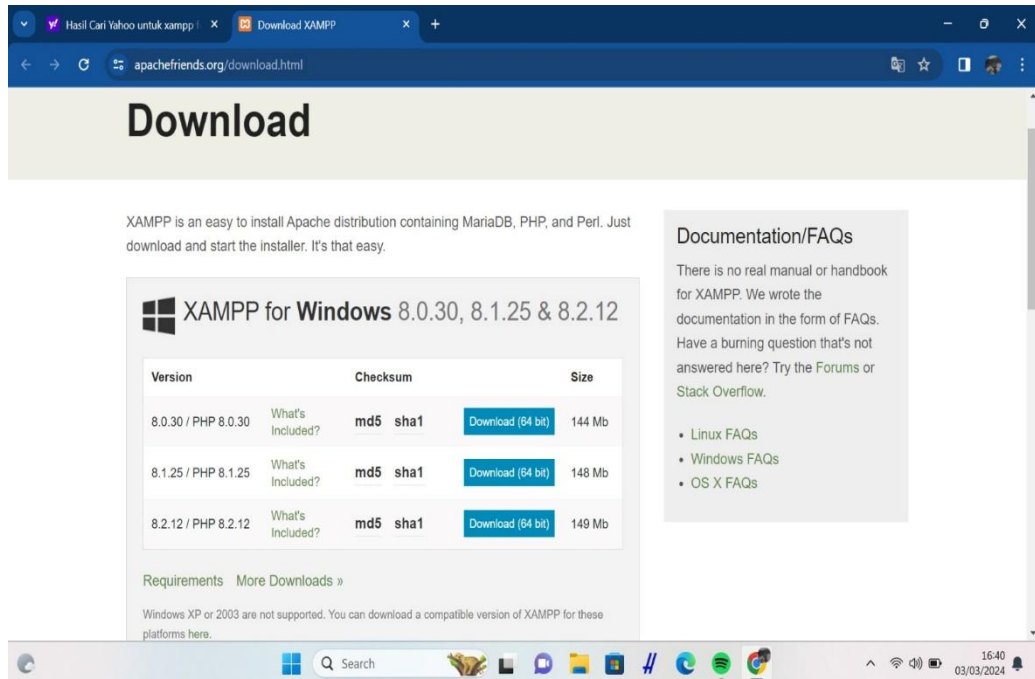 Hasil Cari Yahoo untuk xampp f
Download XAMPP
apachefriends.org/download.html
Download
XAMPP is an easy to install Apache distribution containing MariaDB, PHP, and Perl. Just
download and start the installer. It's that easy.
XAMPP for Windows 8.0.30, 8.1.25 & 8.2.12
Version Checksum Size
8.0.30 / PHP 8.0.30 What's Included? md5 sha1 Download (64 bit) 144 Mb
8.1.25 / PHP 8.1.25 What's Included? md5 sha1 Download (64 bit) 148 Mb
8.2.12 / PHP 8.2.12 What's Included? md5 sha1 Download (64 bit) 149 Mb
Requirements More Downloads »
Windows XP or 2003 are not supported. You can download a compatible version of XAMPP for these
platforms here.
Documentation/FAQs
There is no real manual or handbook
for XAMPP. We wrote the
documentation in the form of FAQs.
Have a burning question that's not
answered here? Try the Forums or
Stack Overflow.
• Linux FAQs
• Windows FAQs
• OS X FAQs
Search
16:40
03/03/2024